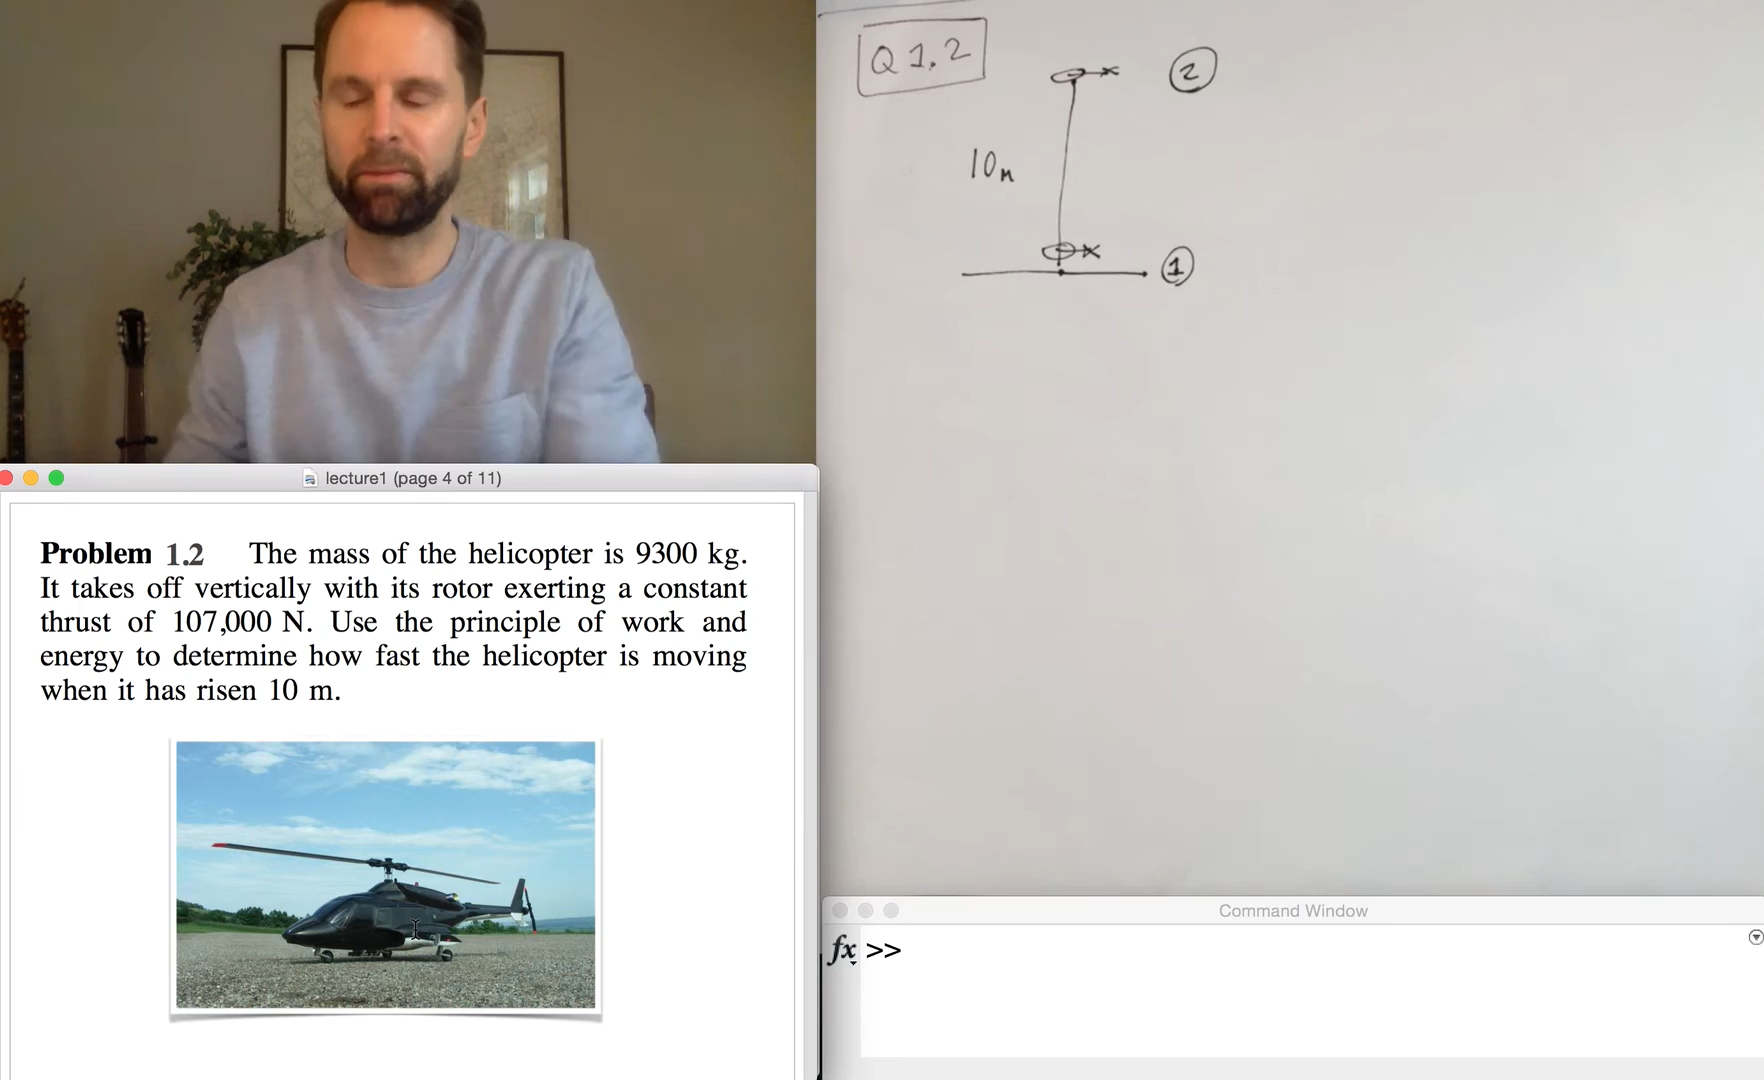 Q 1.2
2
10m
1
lecture1 (page 4 of 11)
Problem 1.2 The mass of the helicopter is 9300 kg.
It takes off vertically with its rotor exerting a constant
thrust of 107,000 N. Use the principle of work and
energy to determine how fast the helicopter is moving
when it has risen 10 m.
Command Window
fx >>